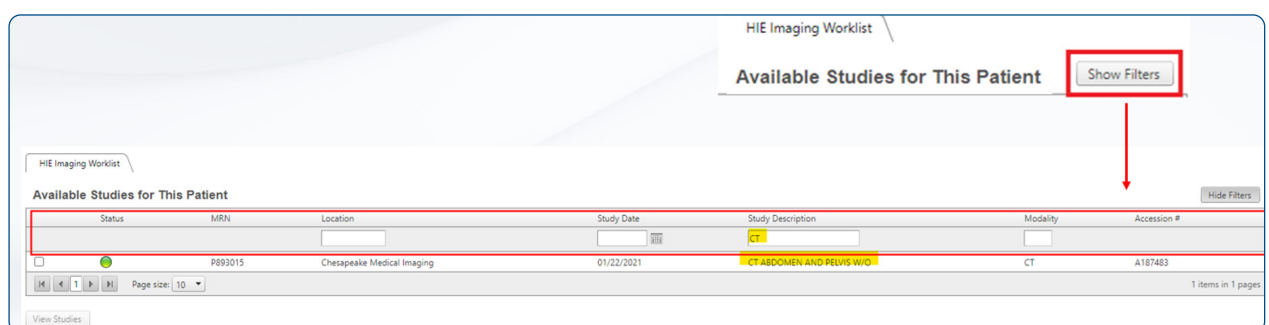 HIE Imaging Worklist
Available Studies for This Patient Show Filters
HIE Imaging Worklist
Available Studies for This Patient Hide Filters
Status MRN Location Study Date Study Description Modality Accession #
CT
P893015 Chesapeake Medical Imaging 01/22/2021 CT ABDOMEN AND PELVIS W/O CT A187483
1 Page size: 10 1 items in 1 pages
View Studies